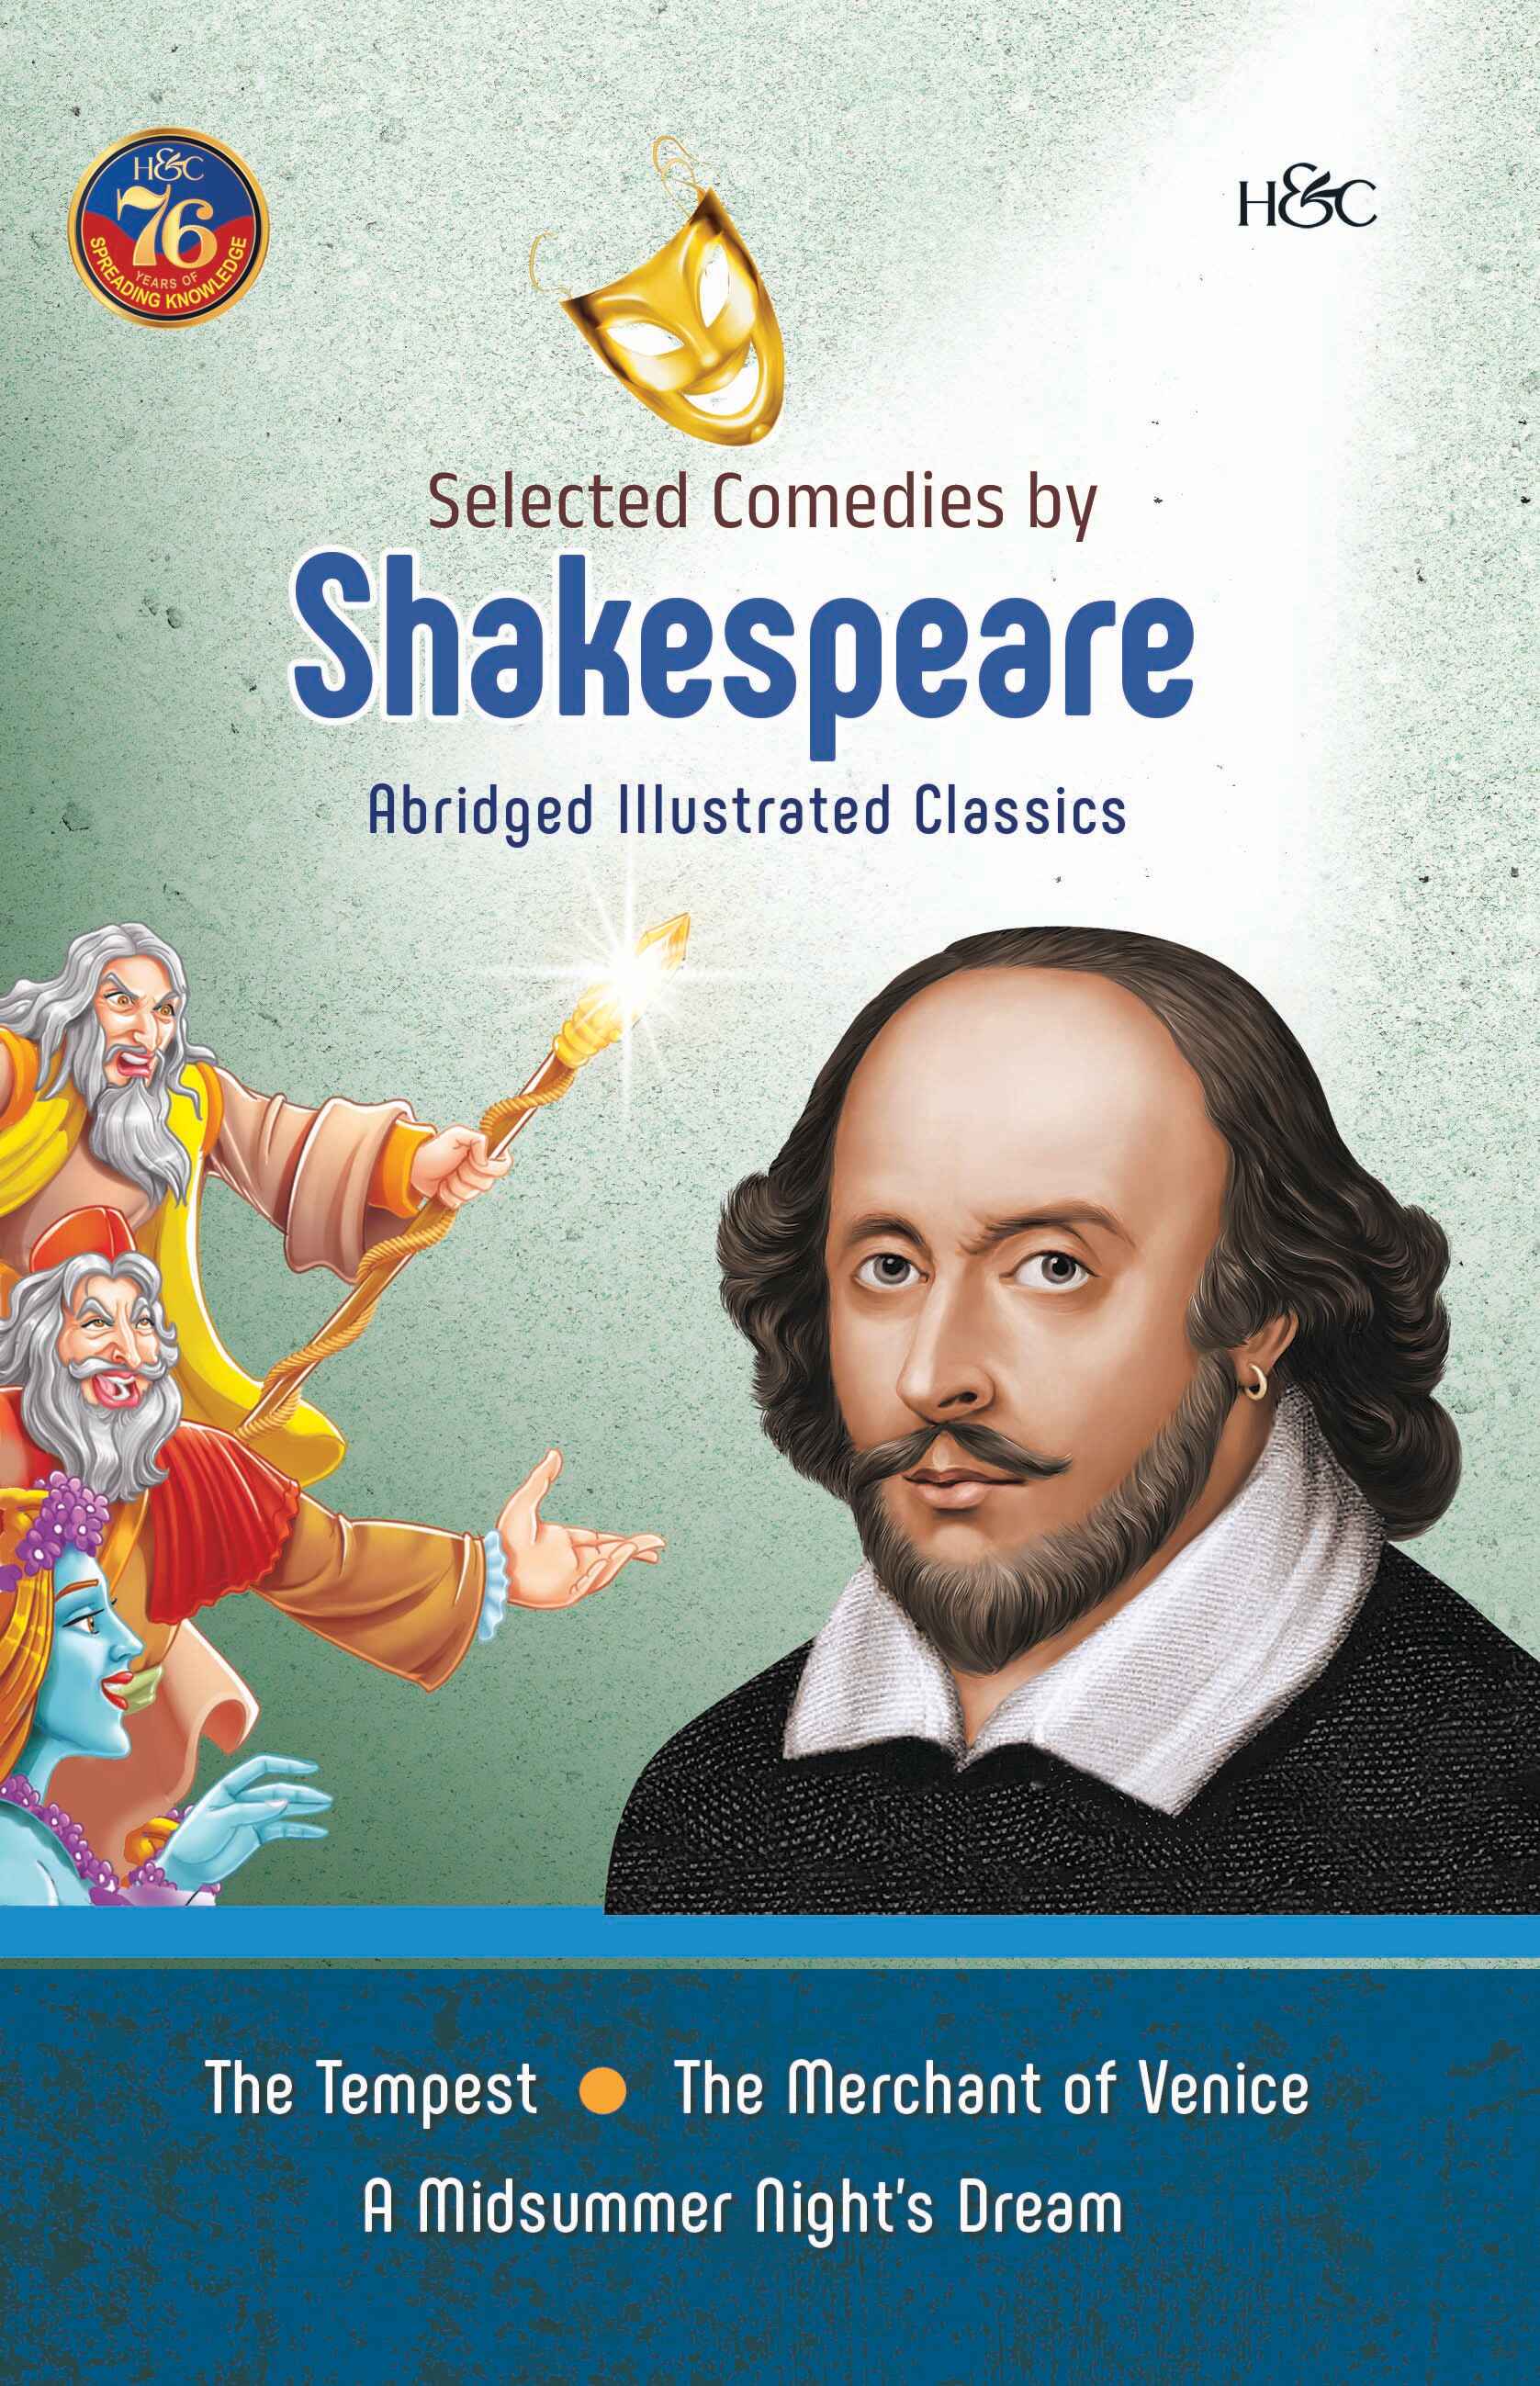 H&C
76
YEARS OF
SPREADING KNOWLEDGE
H&C
Selected Comedies by
Shakespeare
Abridged Illustrated Classics
The Tempest ● The Merchant of Venice
A Midsummer Night's Dream